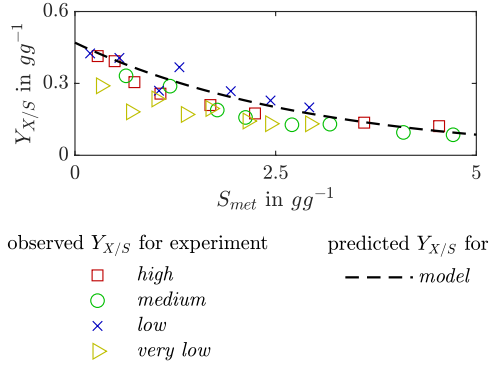 0.6
0.3
0
0
2.5
5
Y_{X/S} in gg^{-1}
S_{met} in gg^{-1}
observed Y_{X/S} for experiment
high
medium
low
very low
predicted Y_{X/S} for
model